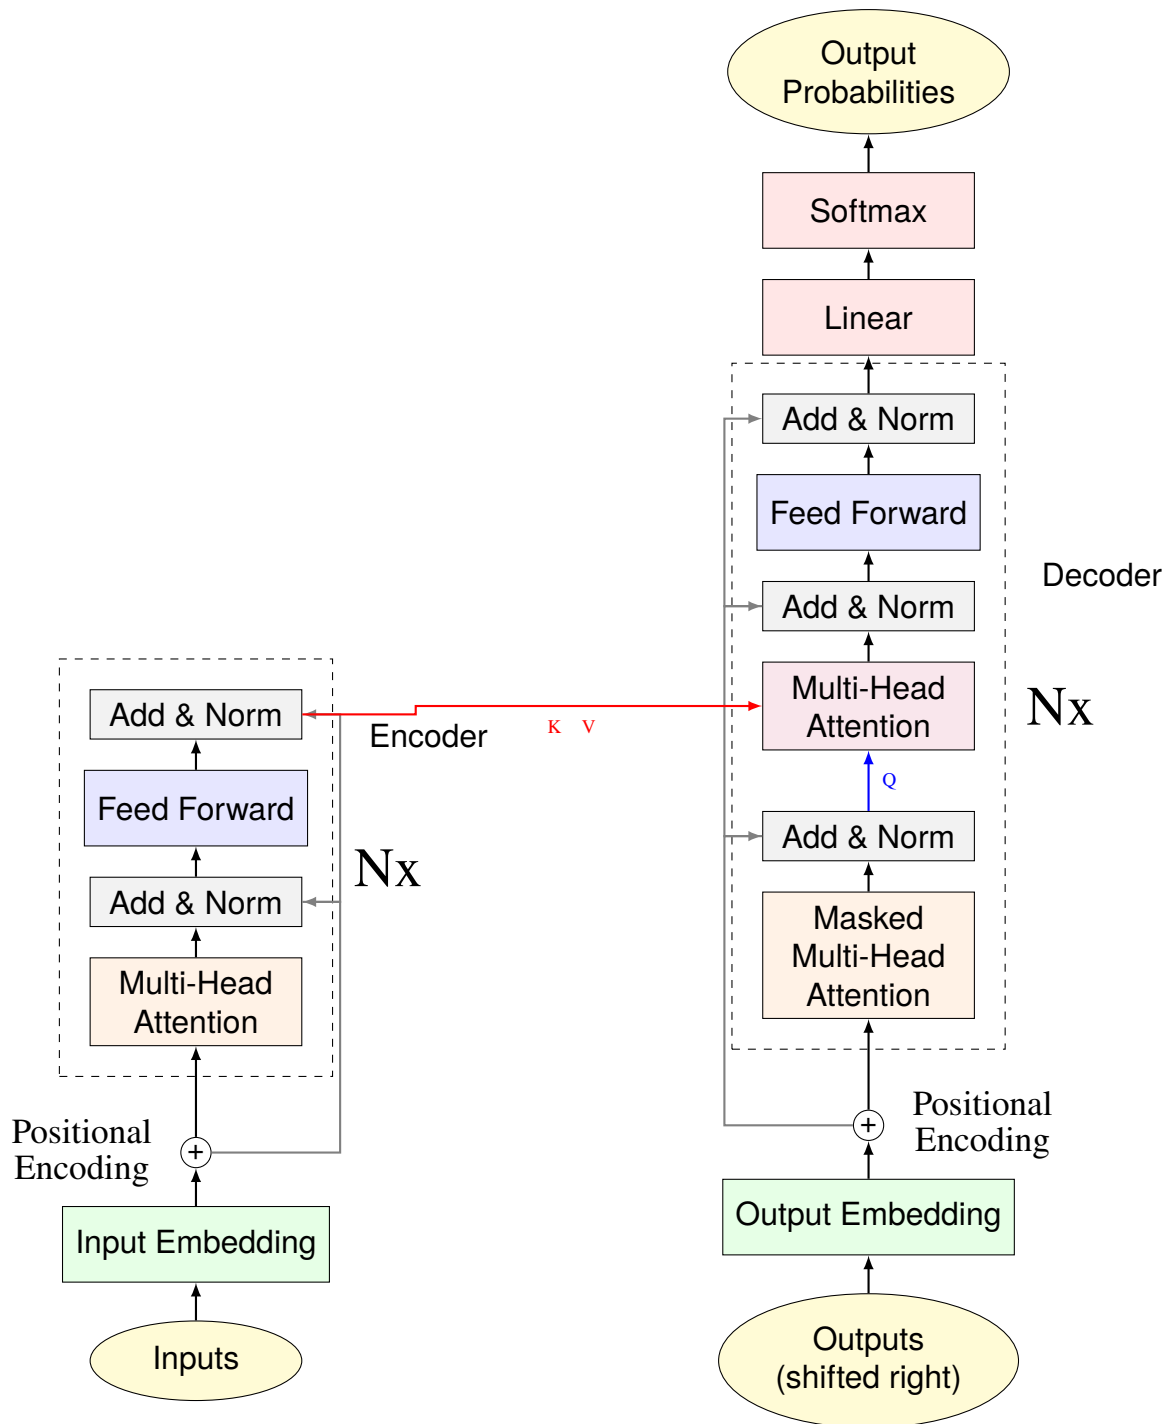 Output
Probabilities
Softmax
Linear
Add & Norm
Feed Forward
Add & Norm
Multi-Head
Attention
Q
Add & Norm
Masked
Multi-Head
Attention
Decoder
Nx
+
Positional
Encoding
Output Embedding
Outputs
(shifted right)
K V
Encoder
Add & Norm
Feed Forward
Nx
Add & Norm
Multi-Head
Attention
Positional
Encoding
+
Input Embedding
Inputs